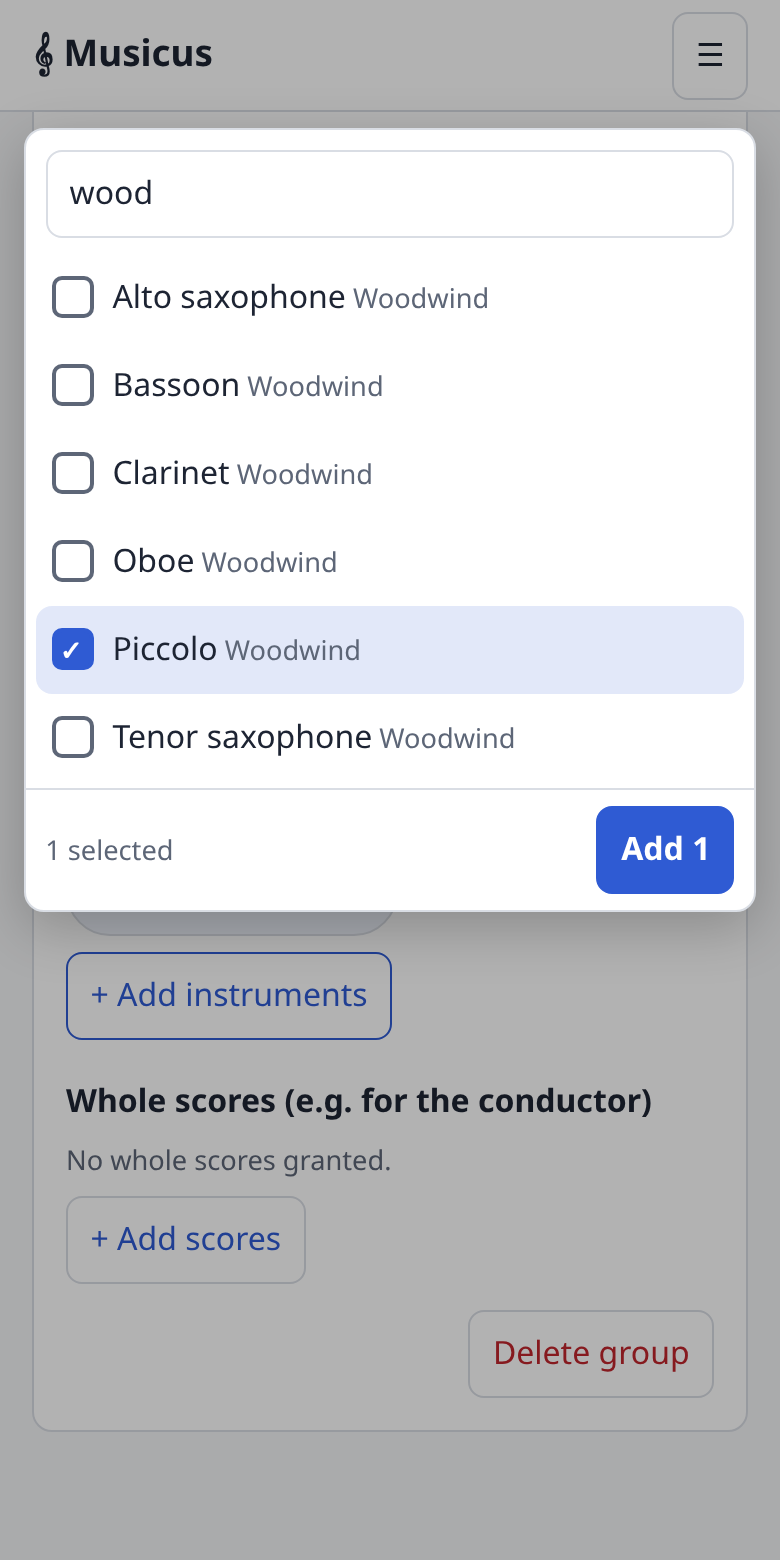 𝄞 Musicus
☰
wood
Alto saxophone Woodwind
Bassoon Woodwind
Clarinet Woodwind
Oboe Woodwind
✓ Piccolo Woodwind
Tenor saxophone Woodwind
1 selected
Add 1
+ Add instruments
Whole scores (e.g. for the conductor)
No whole scores granted.
+ Add scores
Delete group